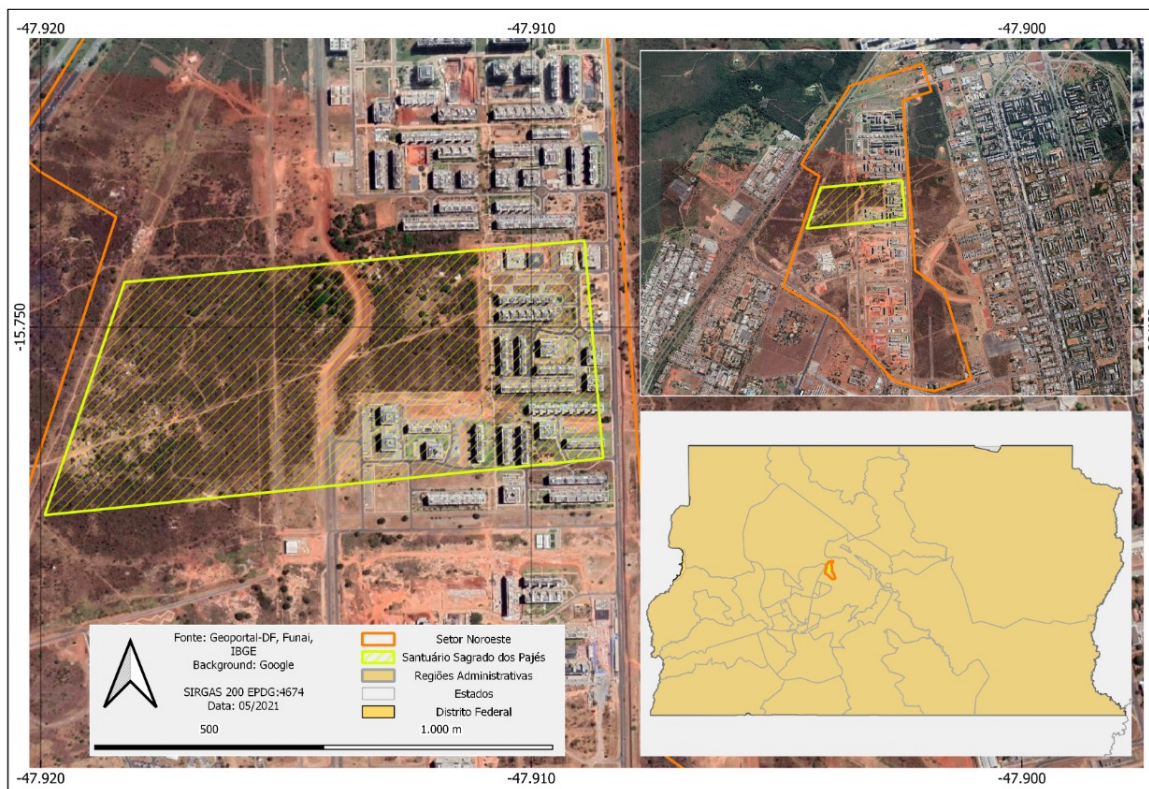 -47.920
-47.910
-47.900
-15.750
Fonte: Geoportal-DF, Funai,
IBGE
Background: Google
SIRGAS 200 EPDG:4674
Data: 05/2021
Setor Noroeste
Santuário Sagrado dos Pajés
Regiões Administrativas
Estados
Distrito Federal
500
1.000 m
-47.920
-47.910
-47.900